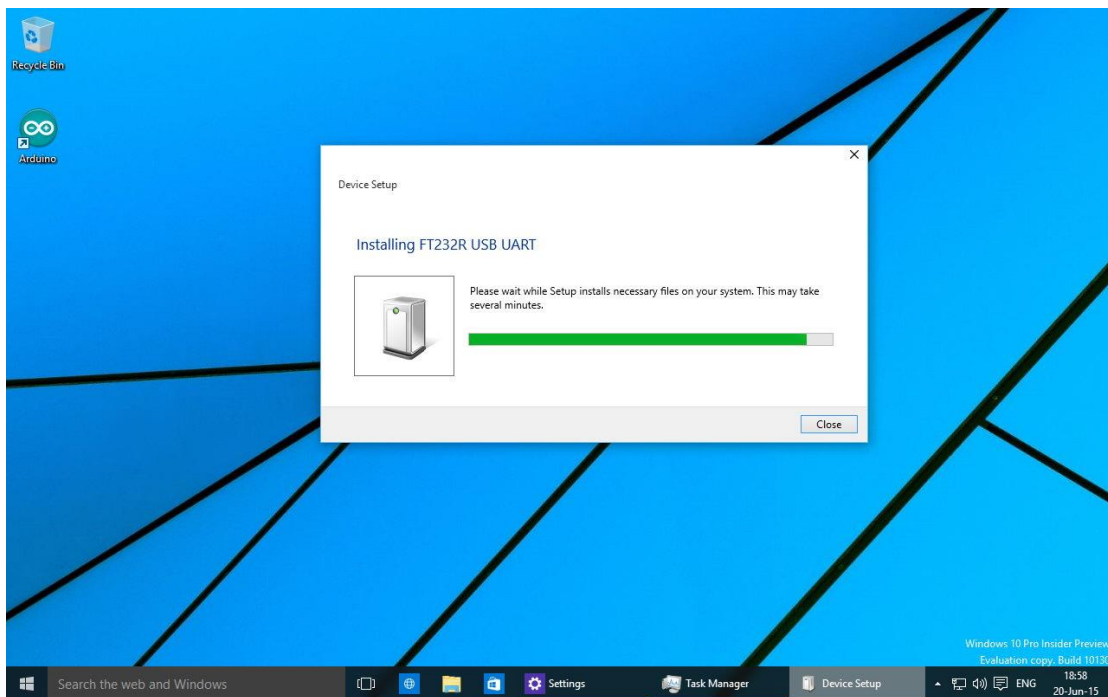 Recycle Bin
Arduino
Device Setup
Installing FT232R USB UART
Please wait while Setup installs necessary files on your system. This may take
several minutes.
Close
Windows 10 Pro Insider Preview
Evaluation copy. Build 10130
Search the web and Windows
Settings
Task Manager
Device Setup
ENG
18:58
20-Jun-15